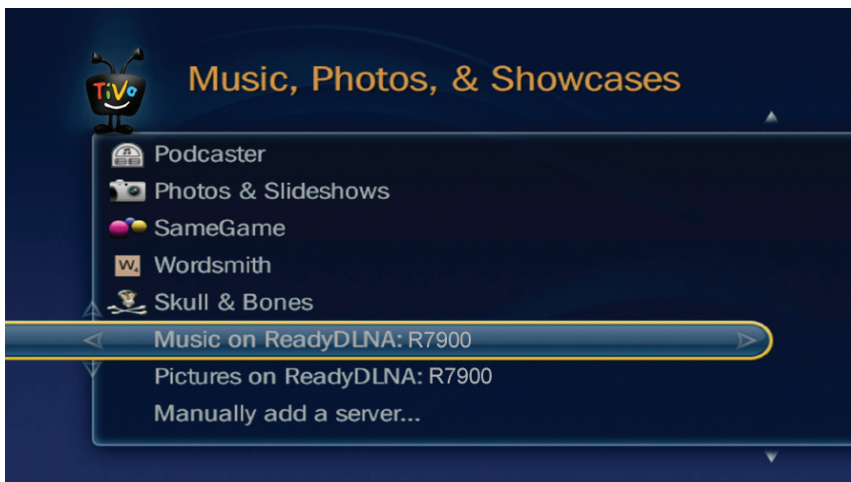 TiVo
Music, Photos, & Showcases
Podcaster
Photos & Slideshows
SameGame
W4 Wordsmith
Skull & Bones
Music on ReadyDLNA: R7900
Pictures on ReadyDLNA: R7900
Manually add a server...